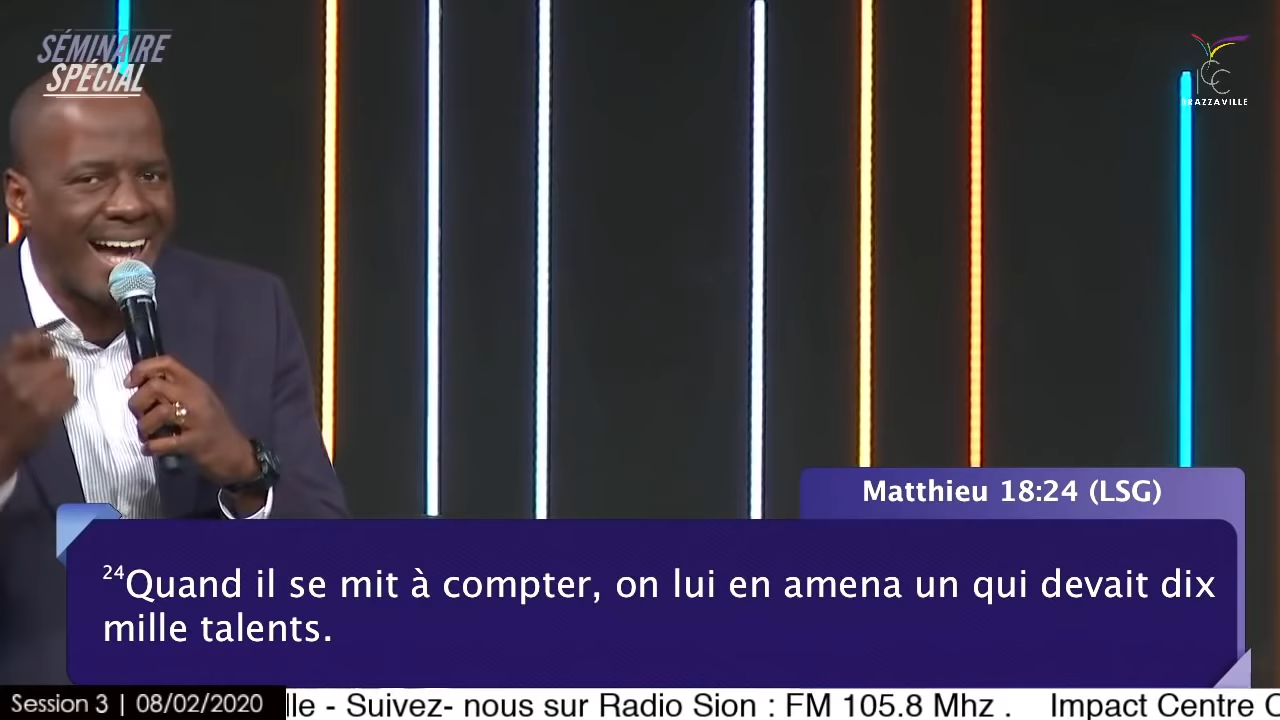 SÉMINAIRE
SPÉCIAL
ICC
BRAZZAVILLE
Matthieu 18:24 (LSG)
24Quand il se mit à compter, on lui en amena un qui devait dix
mille talents.
Session 3 | 08/02/2020
lle - Suivez- nous sur Radio Sion : FM 105.8 Mhz . Impact Centre C